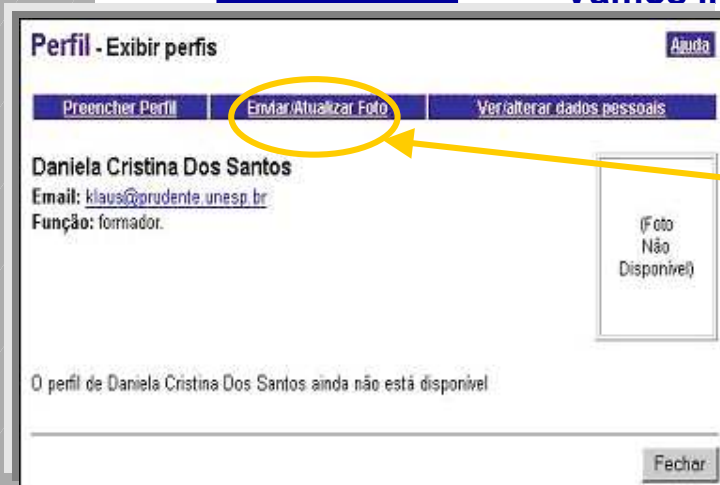 Vamos
Perfil - Exibir perfis
Ajuda
Preencher Perfil
Enviar/Atualizar Foto
Ver/alterar dados pessoais
Daniela Cristina Dos Santos
Email: klaus@prudente.unesp.br
Função: formador.
(Foto
Não
Disponível)
O perfil de Daniela Cristina Dos Santos ainda não está disponível
Fechar